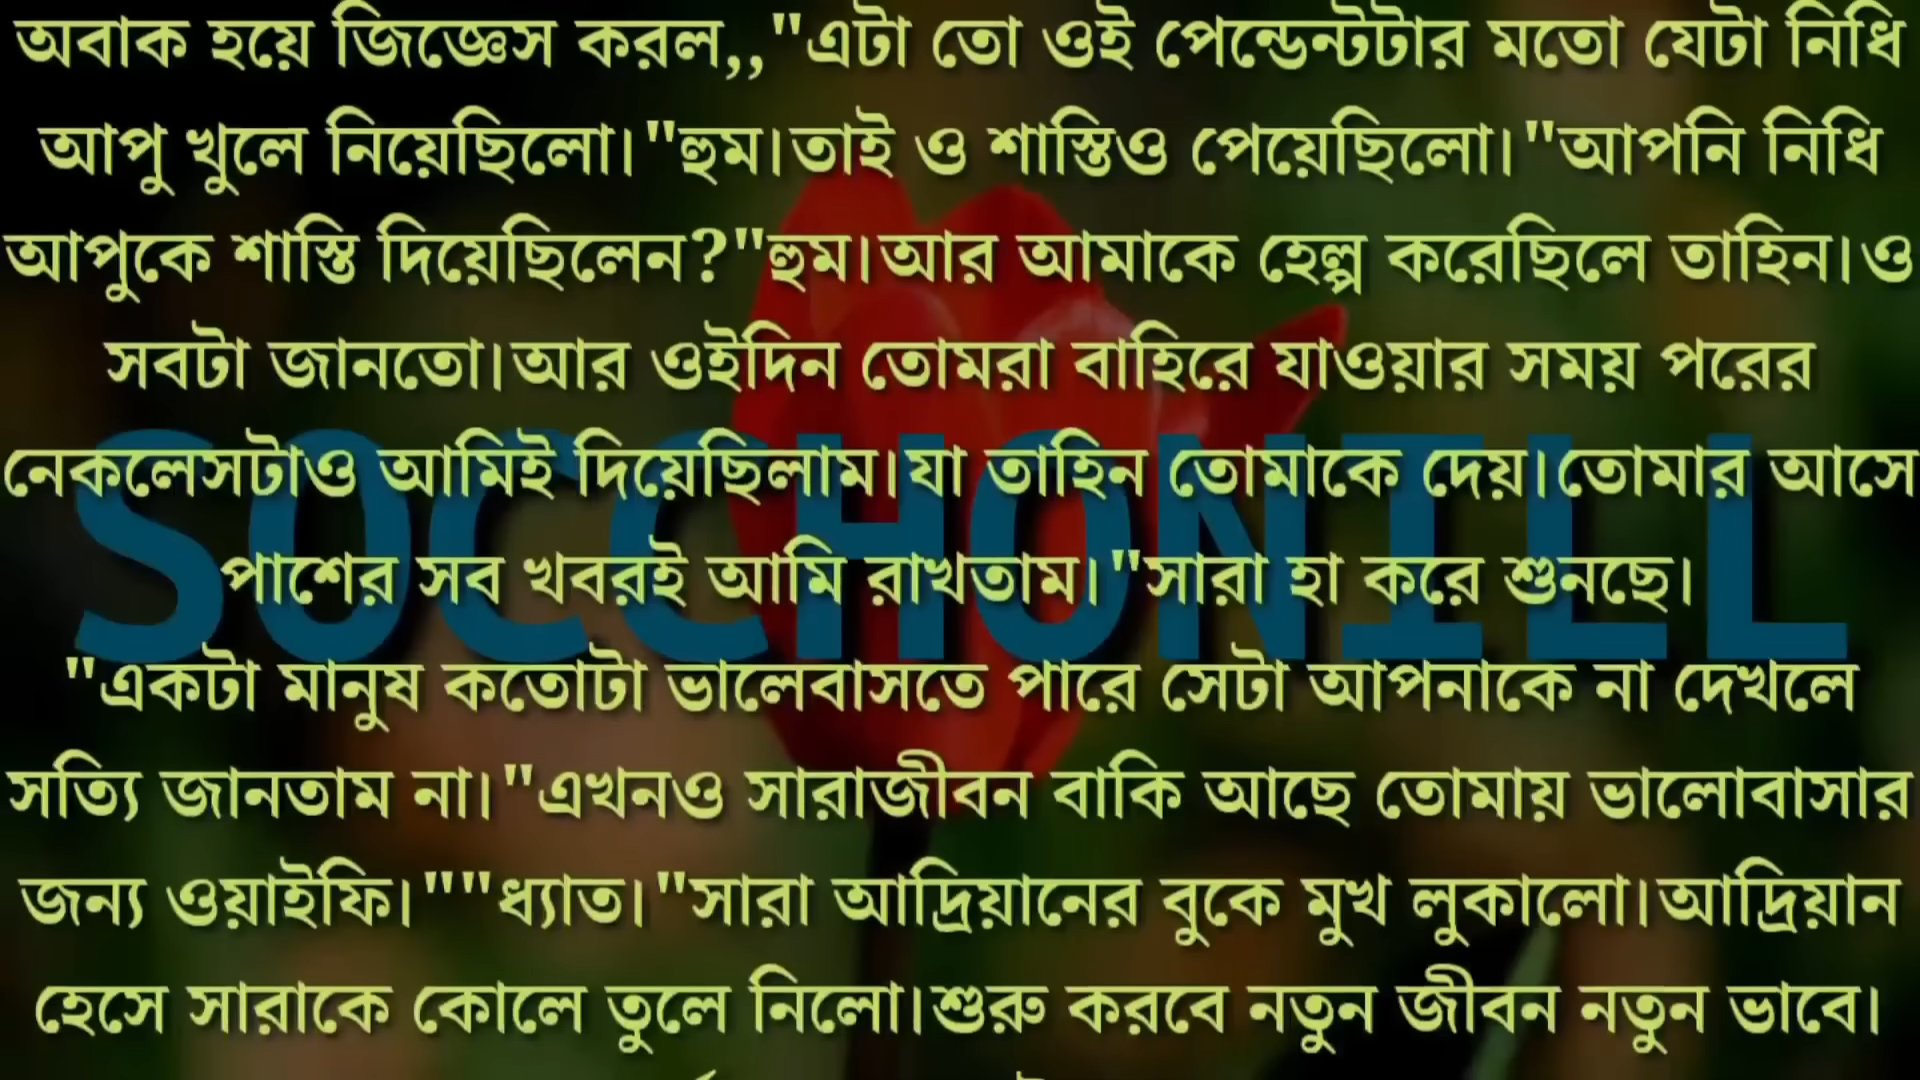 অবাক হয়ে জিজ্ঞেস করল,,"এটা তো ওই পেন্ডেন্টটার মতো যেটা নিধি
আপু খুলে নিয়েছিলো।"হুম।তাই ও শাস্তিও পেয়েছিলো।"আপনি নিধি
আপুকে শাস্তি দিয়েছিলেন?"হুম।আর আমাকে হেল্প করেছিলে তাহিন।ও
সবটা জানতো।আর ওইদিন তোমরা বাহিরে যাওয়ার সময় পরের
নেকলেসটাও আমিই দিয়েছিলাম।যা তাহিন তোমাকে দেয়।তোমার আসে
পাশের সব খবরই আমি রাখতাম।"সারা হা করে শুনছে।
SOCCHONILL
"একটা মানুষ কতোটা ভালেবাসতে পারে সেটা আপনাকে না দেখলে
সত্যি জানতাম না।"এখনও সারাজীবন বাকি আছে তোমায় ভালোবাসার
জন্য ওয়াইফি।""ধ্যাত।"সারা আদ্রিয়ানের বুকে মুখ লুকালো।আদ্রিয়ান
হেসে সারাকে কোলে তুলে নিলো।শুরু করবে নতুন জীবন নতুন ভাবে।